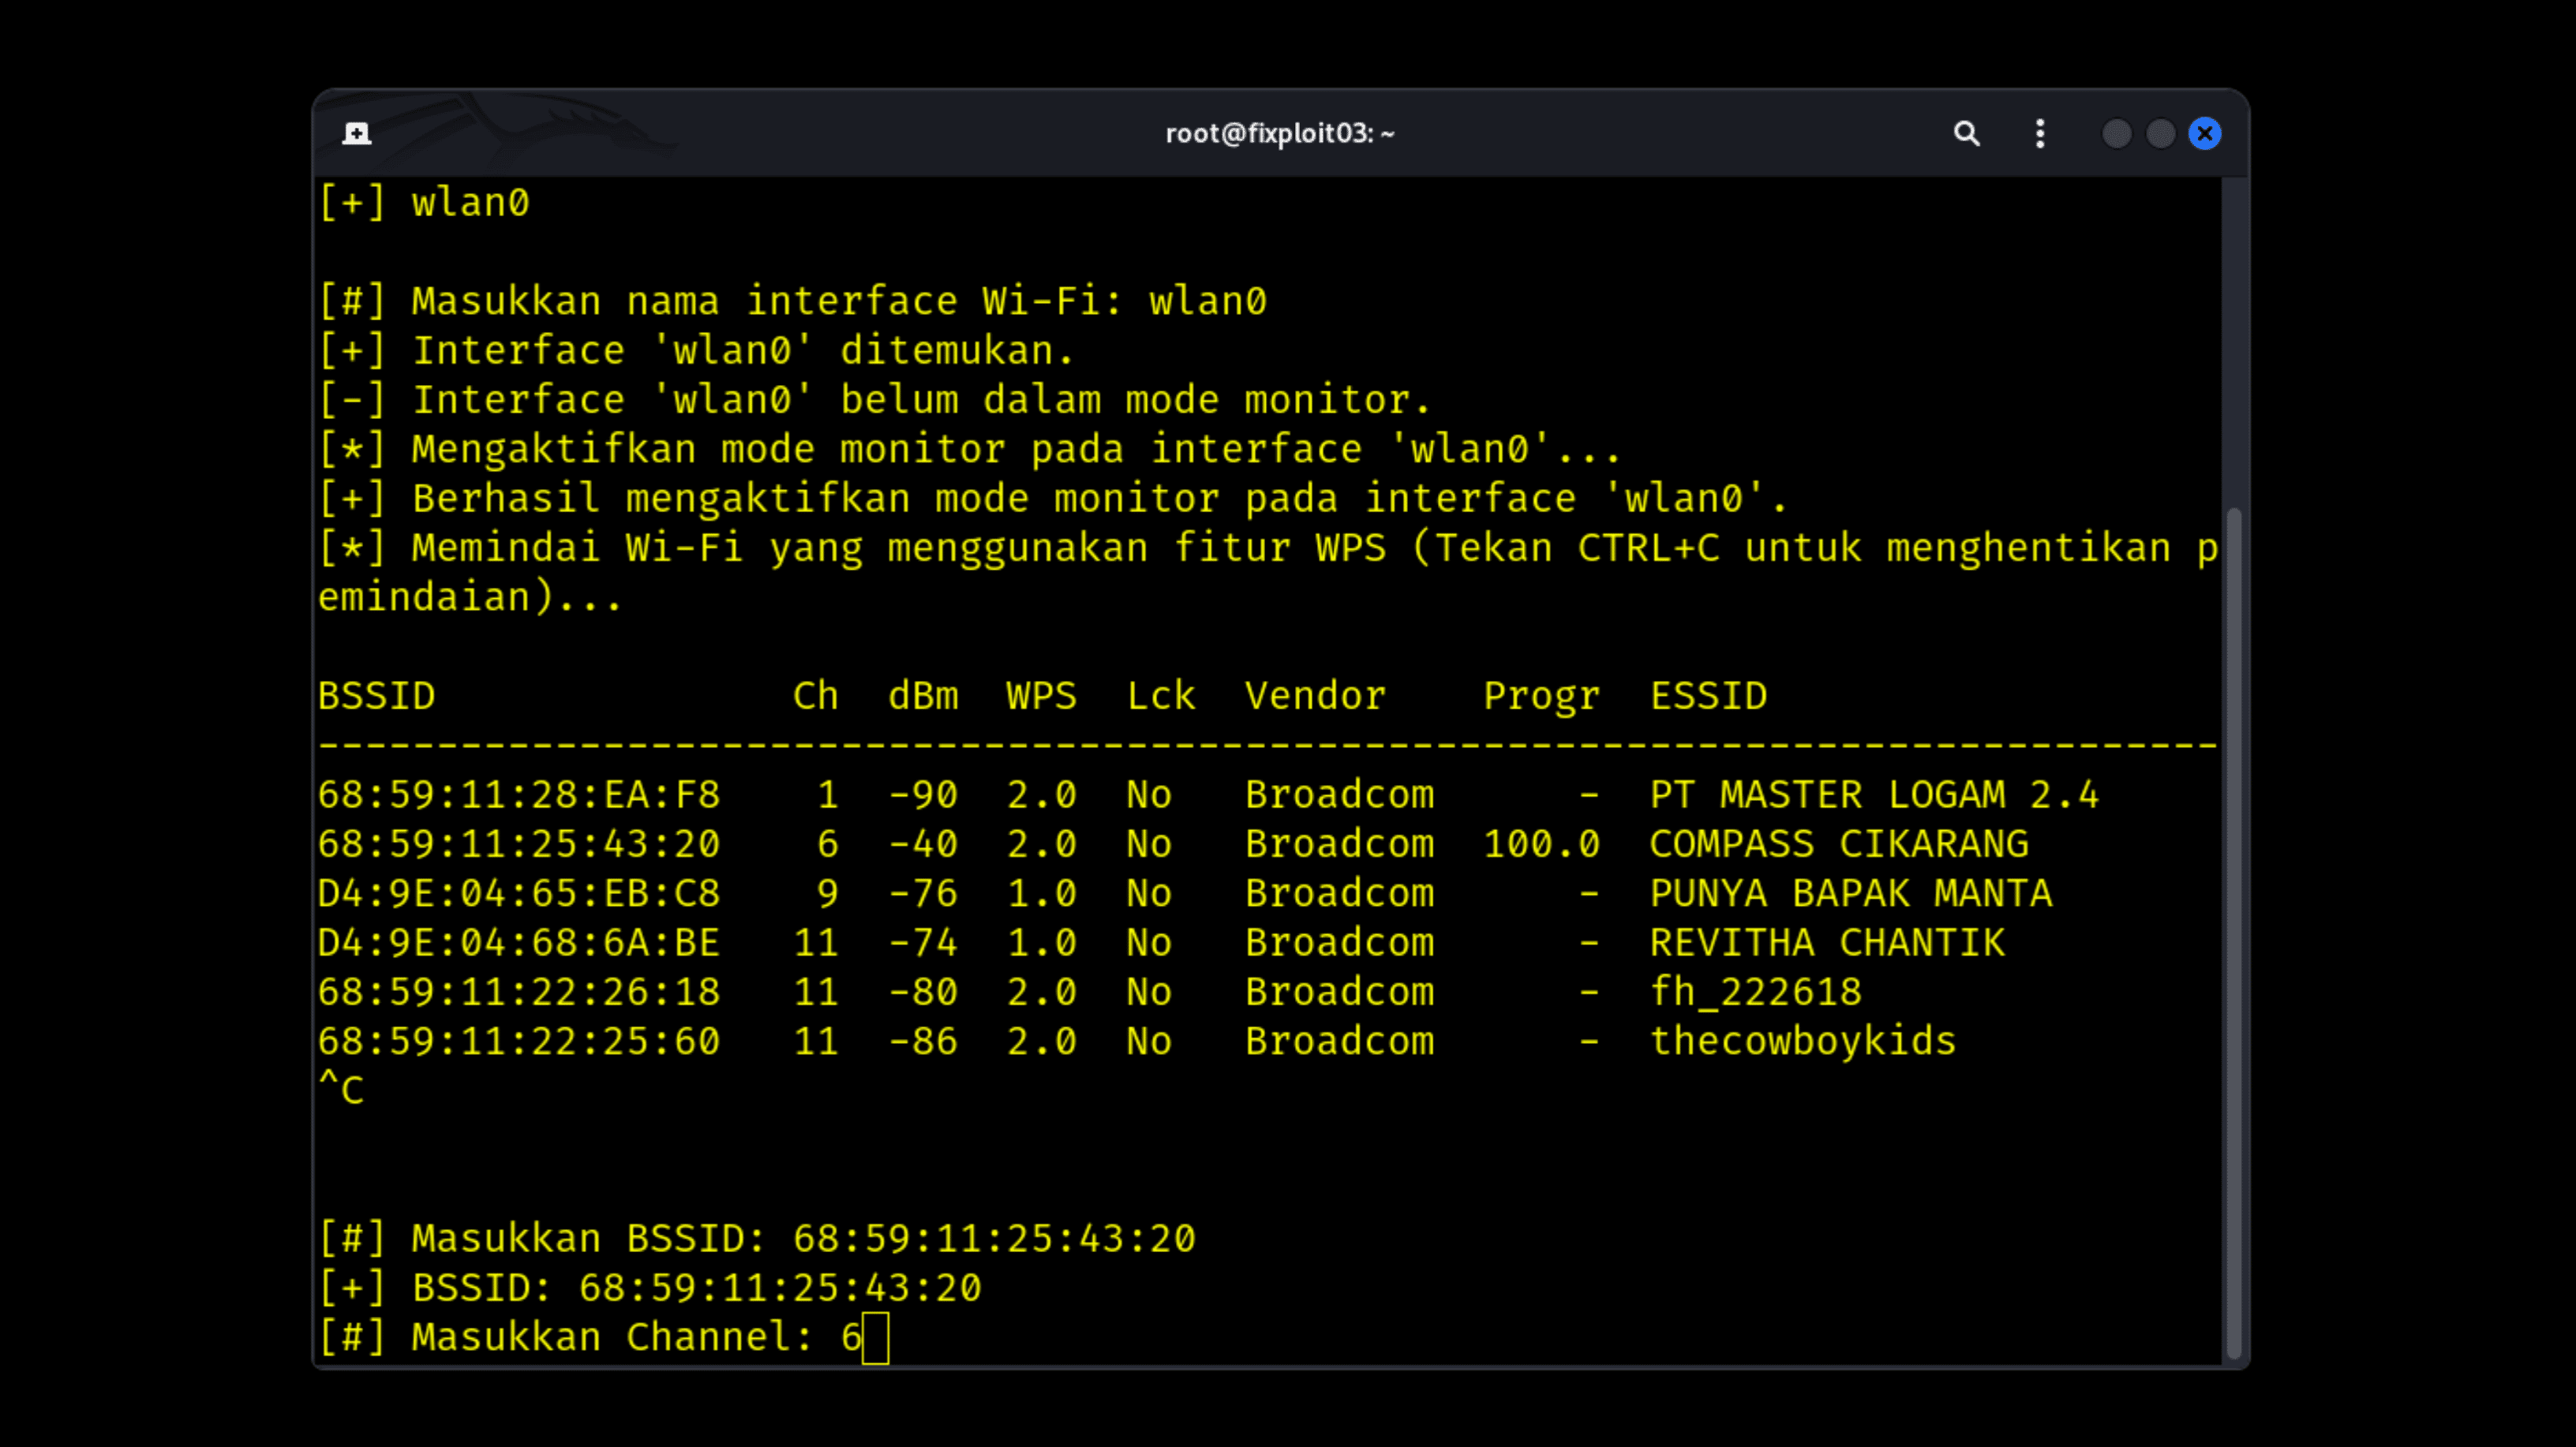 root@fixploit03: ~
[+] wlan0
[#] Masukkan nama interface Wi-Fi: wlan0
[+] Interface 'wlan0' ditemukan.
[-] Interface 'wlan0' belum dalam mode monitor.
[*] Mengaktifkan mode monitor pada interface 'wlan0'...
[+] Berhasil mengaktifkan mode monitor pada interface 'wlan0'.
[*] Memindai Wi-Fi yang menggunakan fitur WPS (Tekan CTRL+C untuk menghentikan p
emindaian)...
BSSID Ch dBm WPS Lck Vendor Progr ESSID
--------------------------------------------------------------------------------
68:59:11:28:EA:F8 1 -90 2.0 No Broadcom - PT MASTER LOGAM 2.4
68:59:11:25:43:20 6 -40 2.0 No Broadcom 100.0 COMPASS CIKARANG
D4:9E:04:65:EB:C8 9 -76 1.0 No Broadcom - PUNYA BAPAK MANTA
D4:9E:04:68:6A:BE 11 -74 1.0 No Broadcom - REVITHA CHANTIK
68:59:11:22:26:18 11 -80 2.0 No Broadcom - fh_222618
68:59:11:22:25:60 11 -86 2.0 No Broadcom - thecowboykids
^C
[#] Masukkan BSSID: 68:59:11:25:43:20
[+] BSSID: 68:59:11:25:43:20
[#] Masukkan Channel: 6